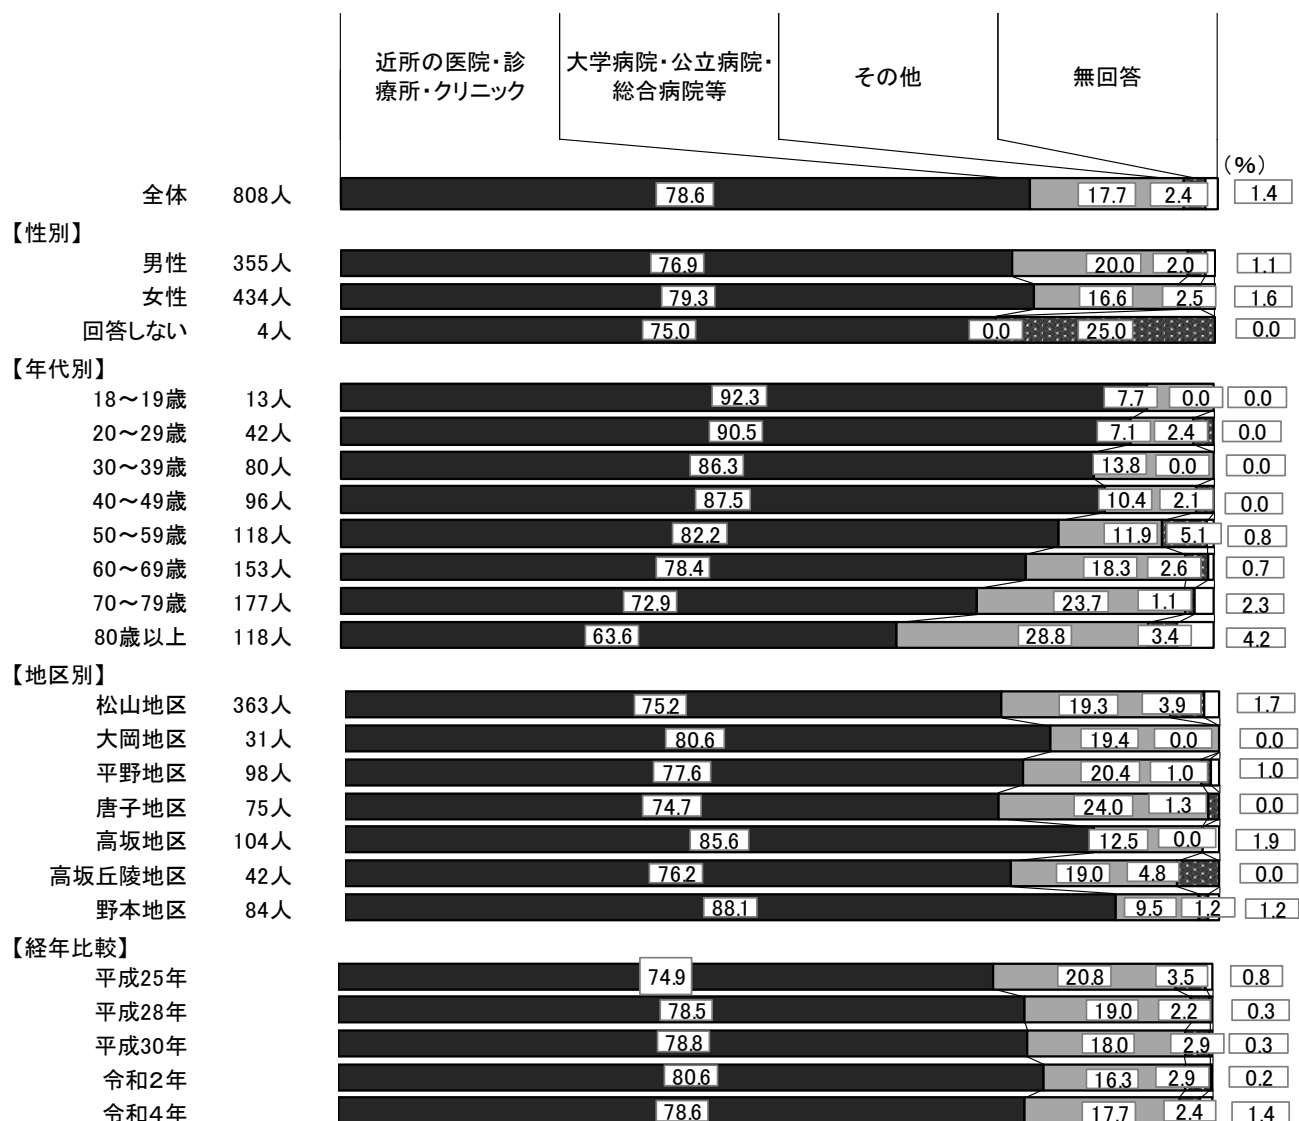 近所の医院・診
療所・クリニック
大学病院・公立病院・
総合病院等
その他
無回答
(%)
全体 808人 78.6 17.7 2.4 1.4
【性別】
男性 355人 76.9 20.0 2.0 1.1
女性 434人 79.3 16.6 2.5 1.6
回答しない 4人 75.0 0.0 25.0 0.0
【年代別】
18～19歳 13人 92.3 7.7 0.0 0.0
20～29歳 42人 90.5 7.1 2.4 0.0
30～39歳 80人 86.3 13.8 0.0 0.0
40～49歳 96人 87.5 10.4 2.1 0.0
50～59歳 118人 82.2 11.9 5.1 0.8
60～69歳 153人 78.4 18.3 2.6 0.7
70～79歳 177人 72.9 23.7 1.1 2.3
80歳以上 118人 63.6 28.8 3.4 4.2
【地区別】
松山地区 363人 75.2 19.3 3.9 1.7
大岡地区 31人 80.6 19.4 0.0 0.0
平野地区 98人 77.6 20.4 1.0 1.0
唐子地区 75人 74.7 24.0 1.3 0.0
高坂地区 104人 85.6 12.5 0.0 1.9
高坂丘陵地区 42人 76.2 19.0 4.8 0.0
野本地区 84人 88.1 9.5 1.2 1.2
【経年比較】
平成25年 74.9 20.8 3.5 0.8
平成28年 78.5 19.0 2.2 0.3
平成30年 78.8 18.0 2.9 0.3
令和2年 80.6 16.3 2.9 0.2
令和4年 78.6 17.7 2.4 1.4